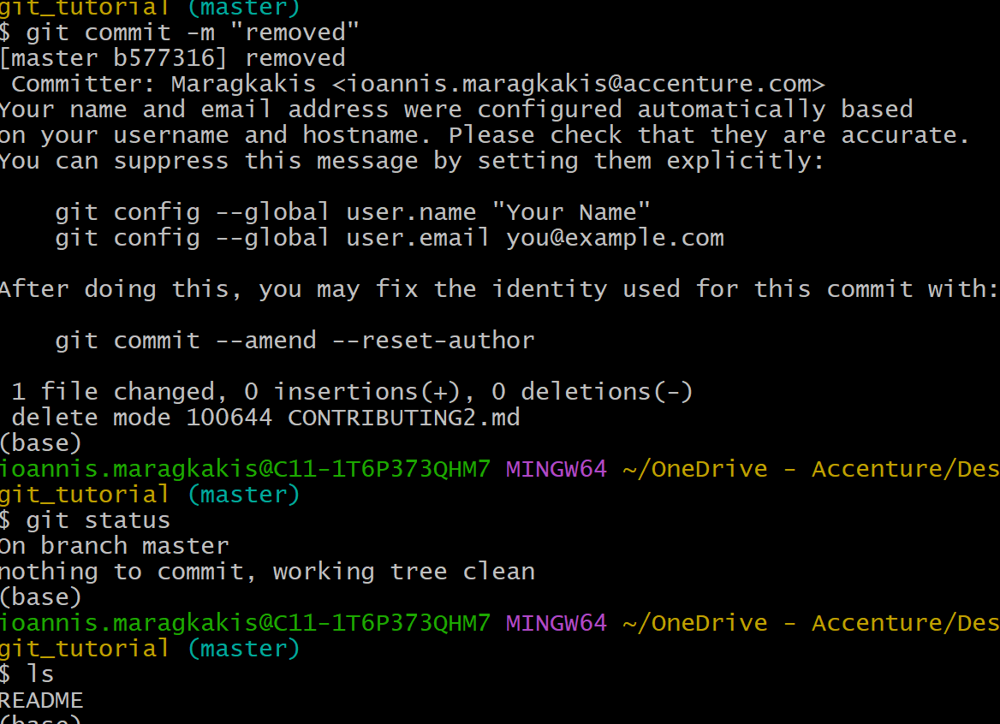 git_tutorial (master)
$ git commit -m "removed"
[master b577316] removed
 Committer: Maragkakis <ioannis.maragkakis@accenture.com>
Your name and email address were configured automatically based
on your username and hostname. Please check that they are accurate.
You can suppress this message by setting them explicitly:

    git config --global user.name "Your Name"
    git config --global user.email you@example.com

After doing this, you may fix the identity used for this commit with:

    git commit --amend --reset-author

 1 file changed, 0 insertions(+), 0 deletions(-)
 delete mode 100644 CONTRIBUTING2.md
(base)
ioannis.maragkakis@C11-1T6P373QHM7 MINGW64 ~/OneDrive - Accenture/Des
git_tutorial (master)
$ git status
On branch master
nothing to commit, working tree clean
(base)
ioannis.maragkakis@C11-1T6P373QHM7 MINGW64 ~/OneDrive - Accenture/Des
git_tutorial (master)
$ ls
README
(base)